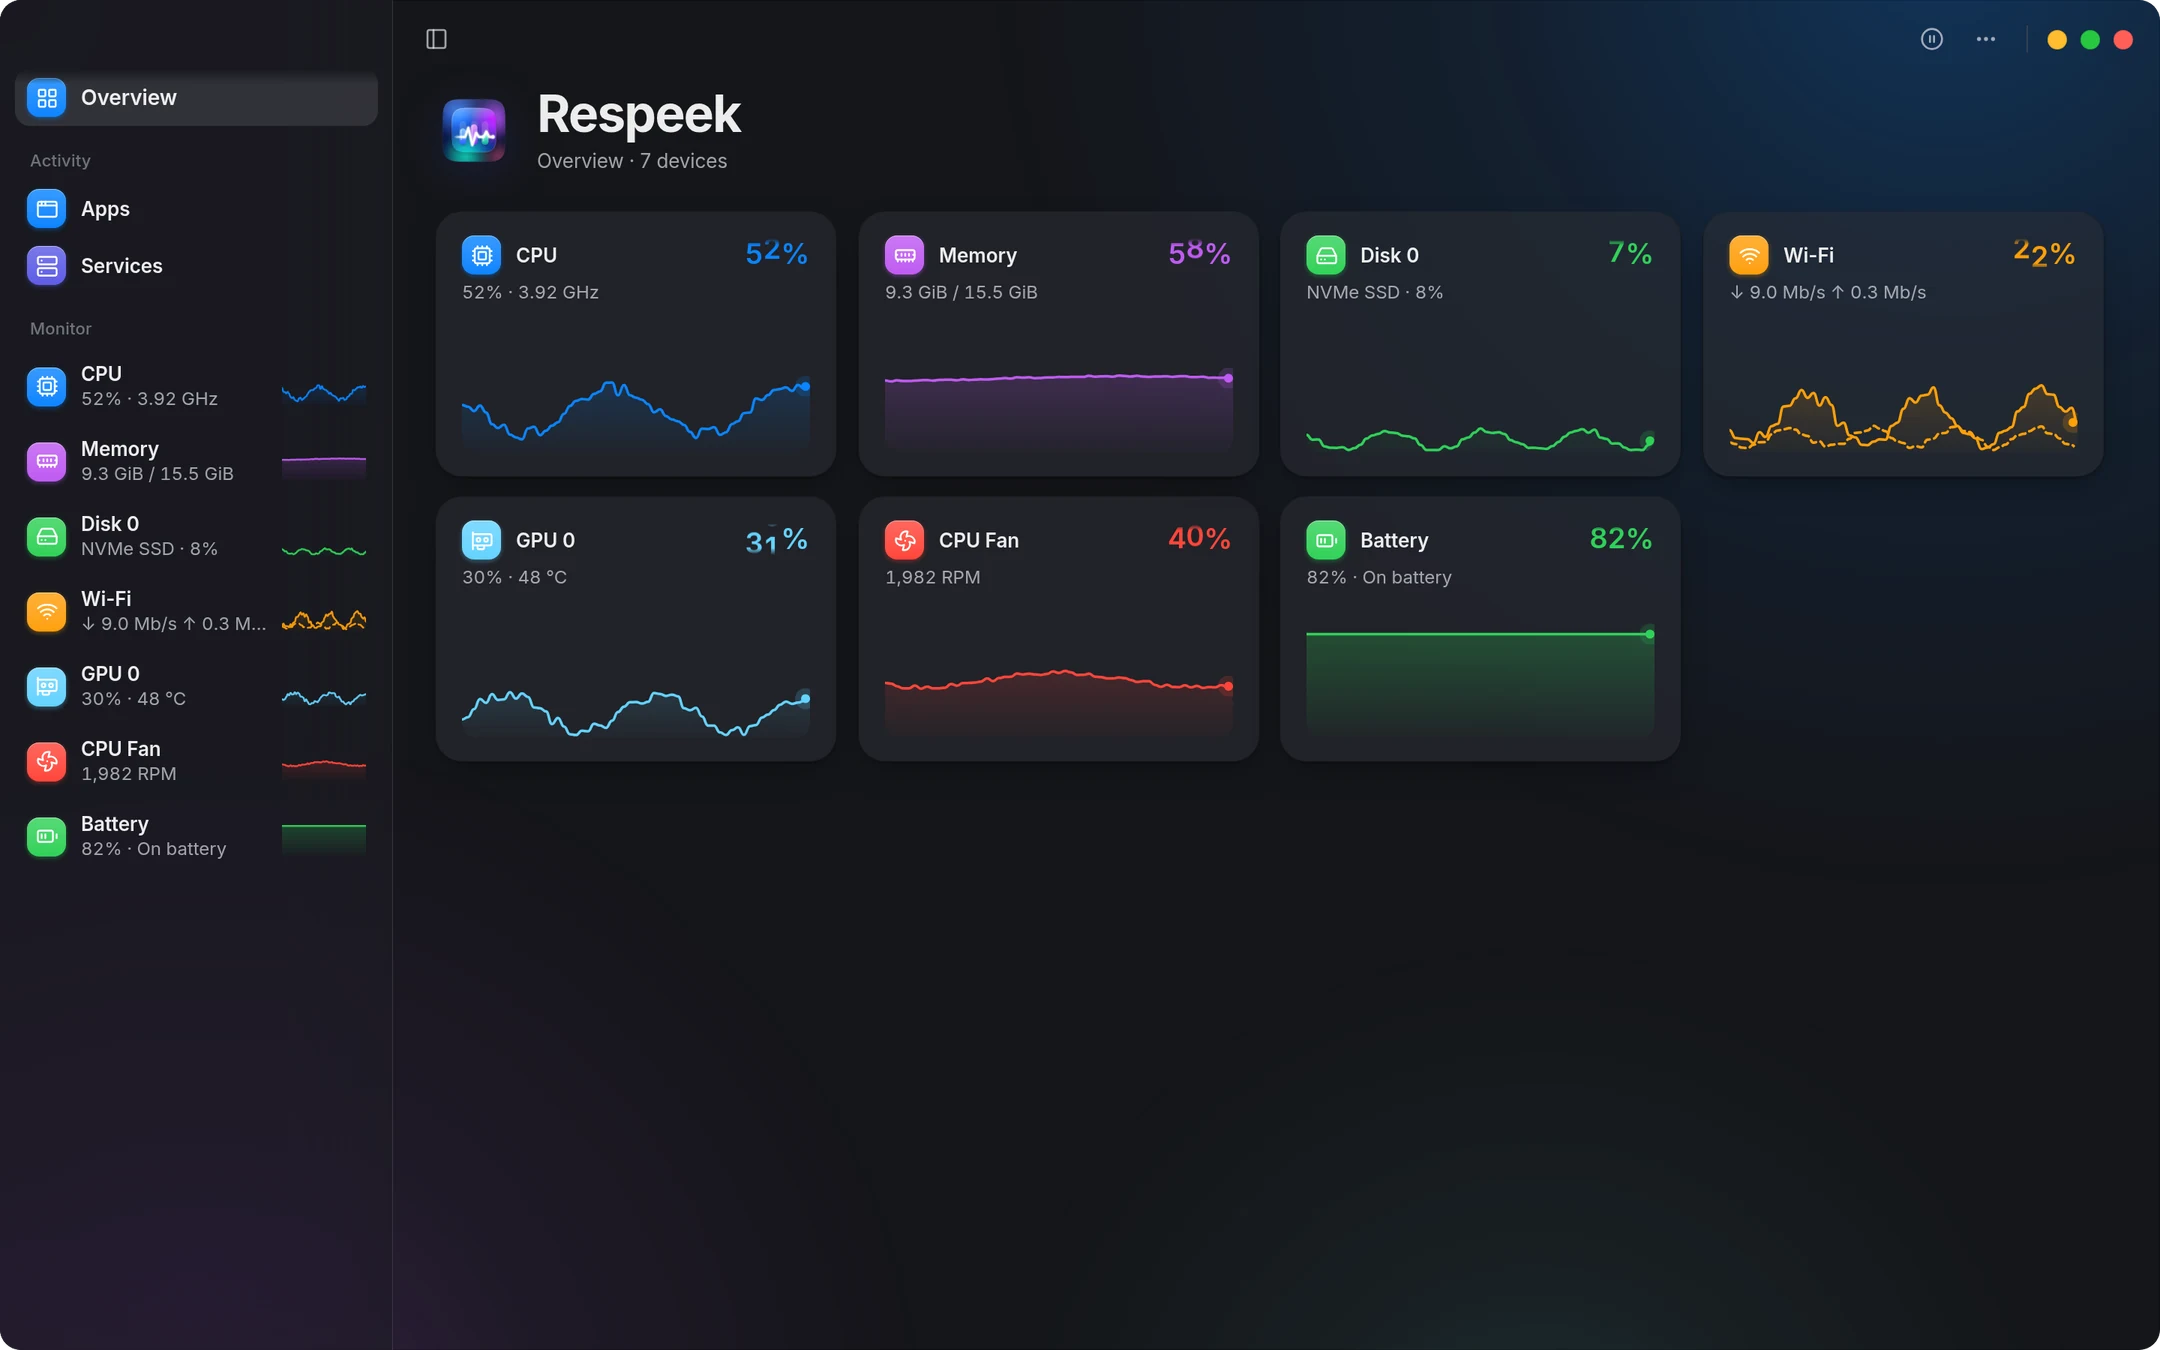 Overview
Activity
Apps
Services
Monitor
CPU
52% · 3.92 GHz
Memory
9.3 GiB / 15.5 GiB
Disk 0
NVMe SSD · 8%
Wi-Fi
↓ 9.0 Mb/s ↑ 0.3 M...
GPU 0
30% · 48 °C
CPU Fan
1,982 RPM
Battery
82% · On battery
Respeek
Overview · 7 devices
CPU 52%
52% · 3.92 GHz
Memory 58%
9.3 GiB / 15.5 GiB
Disk 0 7%
NVMe SSD · 8%
Wi-Fi 22%
↓ 9.0 Mb/s ↑ 0.3 Mb/s
GPU 0 31%
30% · 48 °C
CPU Fan 40%
1,982 RPM
Battery 82%
82% · On battery